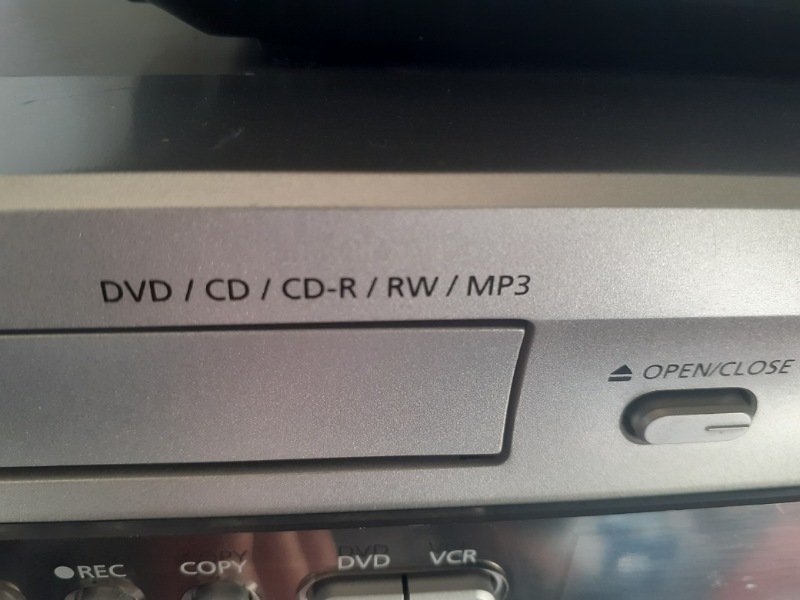 DVD / CD / CD-R / RW / MP3
OPEN/CLOSE
REC
COPY
DVD
VCR